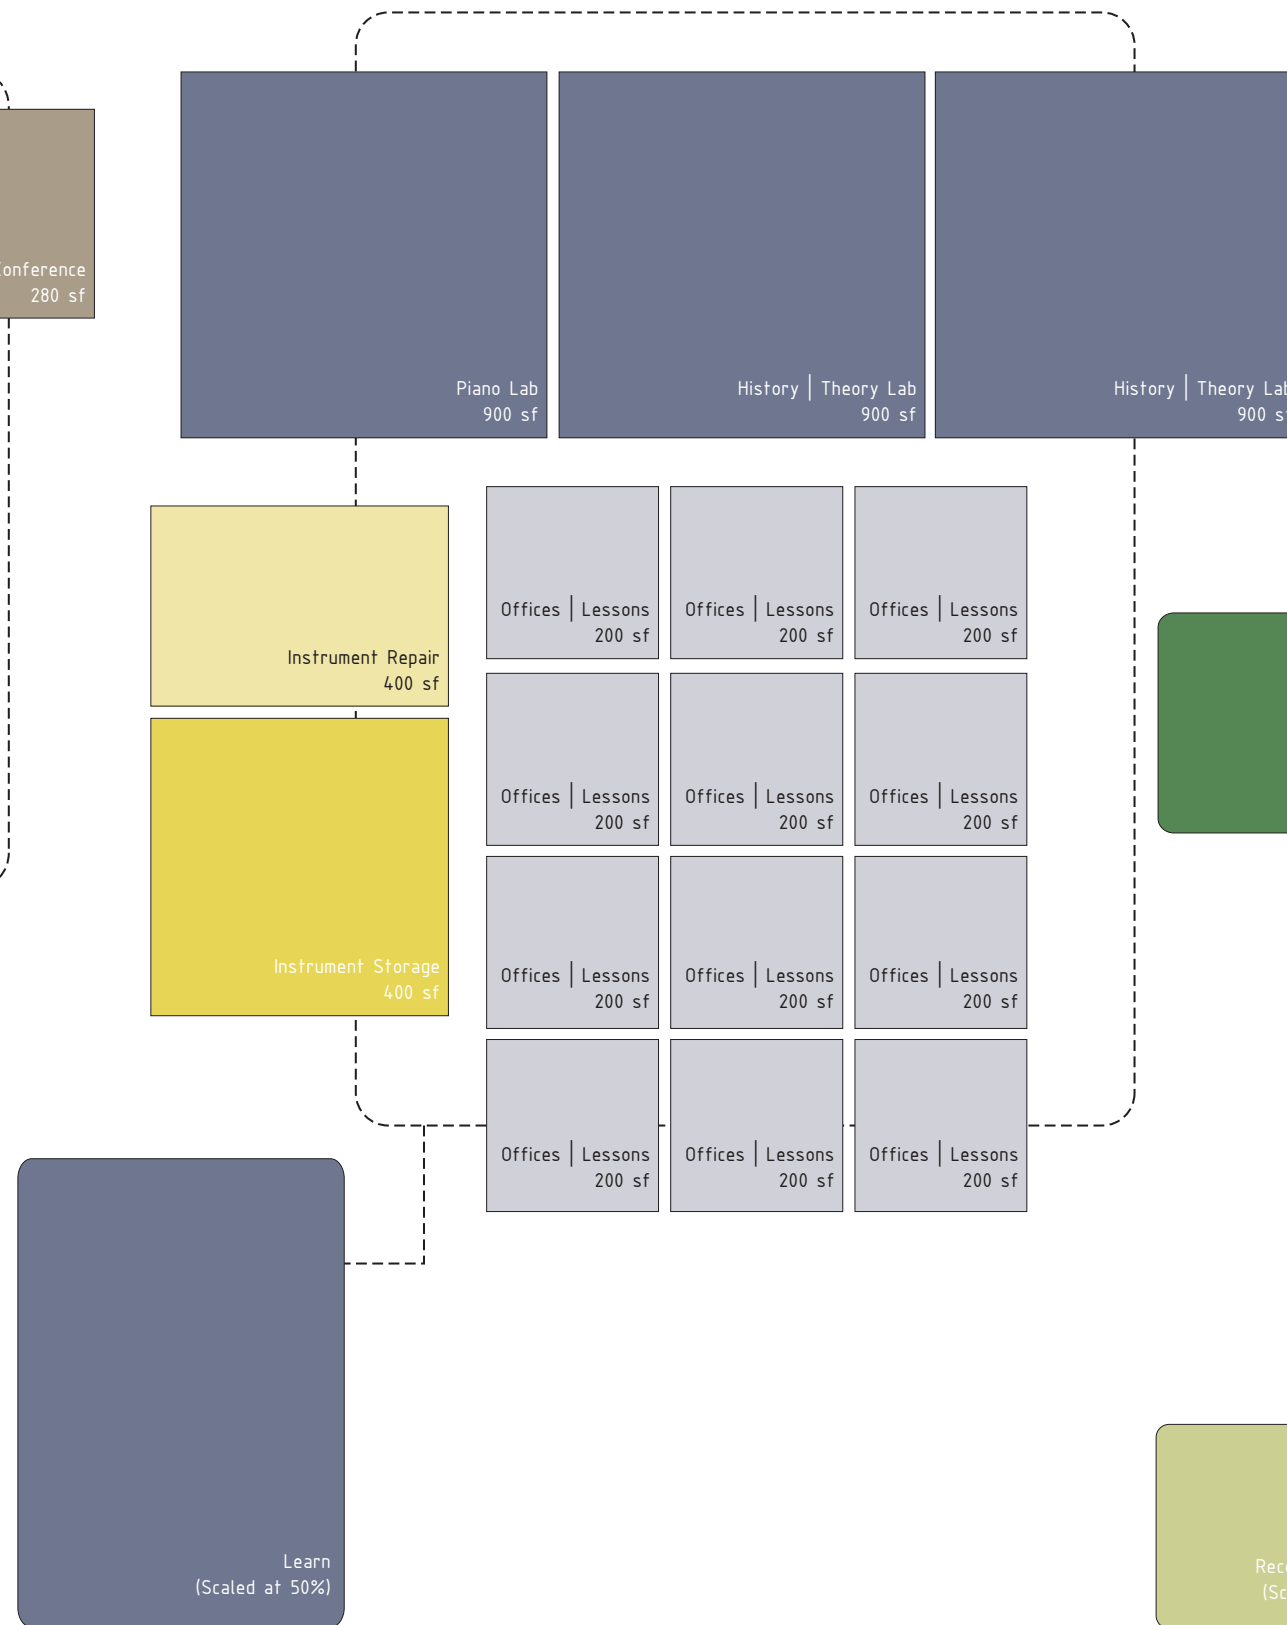 280 sf
Piano Lab
900 sf
History | Theory Lab
900 sf
History | Theory
900
Offices | Lessons
200 sf
Offices | Lessons
200 sf
Offices | Lessons
200 sf
Instrument Repair
400 sf
Offices | Lessons
200 sf
Offices | Lessons
200 sf
Offices | Lessons
200 sf
Instrument Storage
400 sf
Offices | Lessons
200 sf
Offices | Lessons
200 sf
Offices | Lessons
200 sf
Offices | Lessons
200 sf
Offices | Lessons
200 sf
Offices | Lessons
200 sf
Learn
(Scaled at 50%)